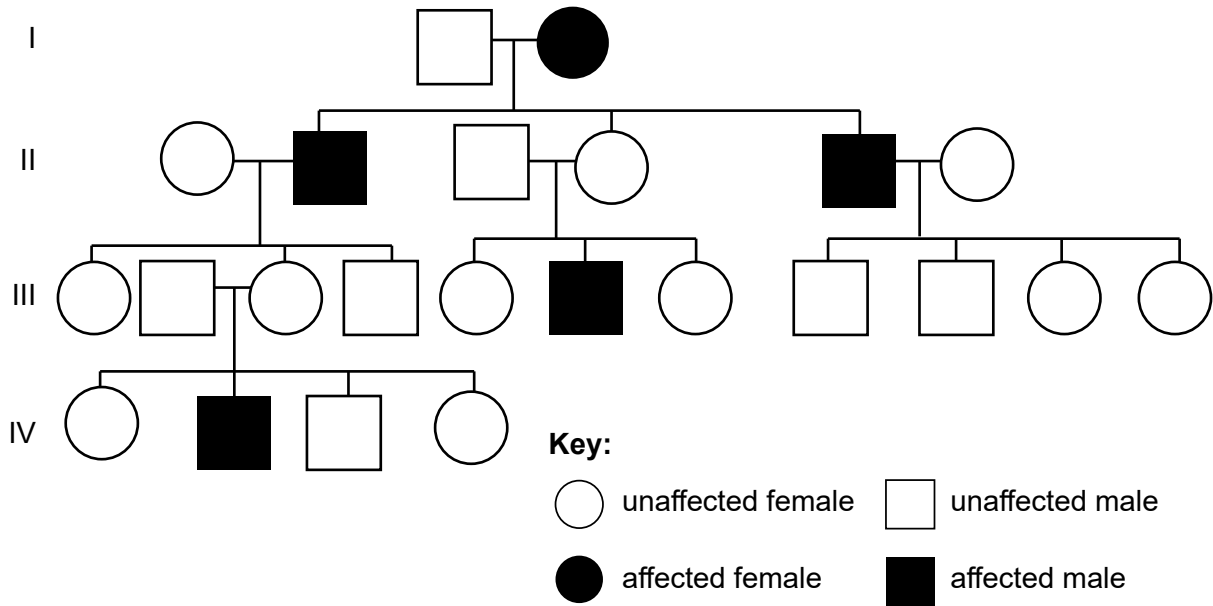 I
II
III
IV
Key:
unaffected female
unaffected male
affected female
affected male